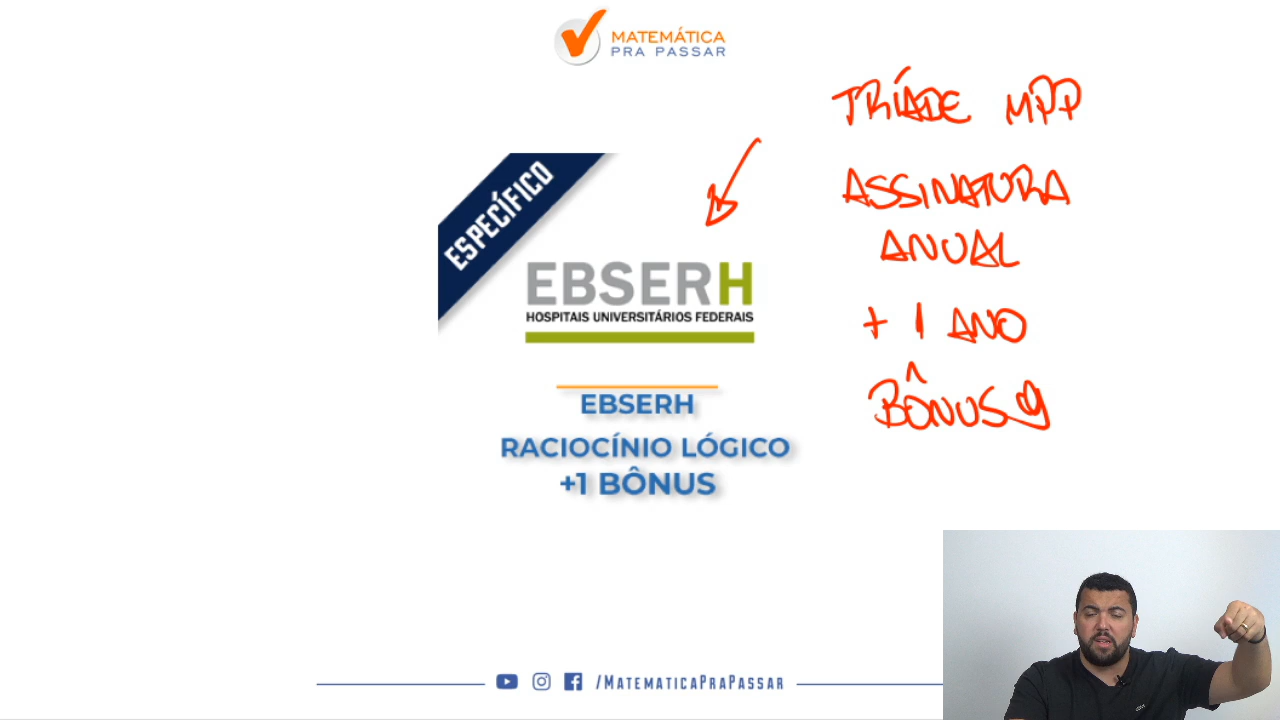 MATEMÁTICA
PRA PASSAR
TRÍADE MPP
ASSINATURA
ANUAL
+ 1 ANO
BÔNUS
ESPECÍFICO
EBSERH
HOSPITAIS UNIVERSITÁRIOS FEDERAIS
EBSERH
RACIOCÍNIO LÓGICO
+1 BÔNUS
/MATEMATICAPRAPASSAR